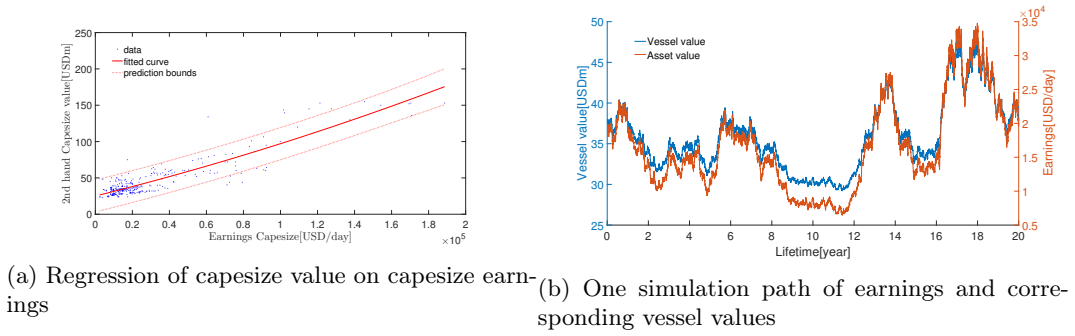 250
200
150
100
50
0
2nd hand Capesize value[USDm]
data
fitted curve
prediction bounds
0 0.2 0.4 0.6 0.8 1 1.2 1.4 1.6 1.8 2
Earnings Capesize[USD/day]
×10^5
(a) Regression of capesize value on capesize earn-
ings
50
45
40
35
30
25
Vessel value[USDm]
Vessel value
Asset value
×10^4
3.5
3
2.5
2
1.5
1
0.5
Earnings[USD/day]
0 2 4 6 8 10 12 14 16 18 20
Lifetime[year]
(b) One simulation path of earnings and corre-
sponding vessel values